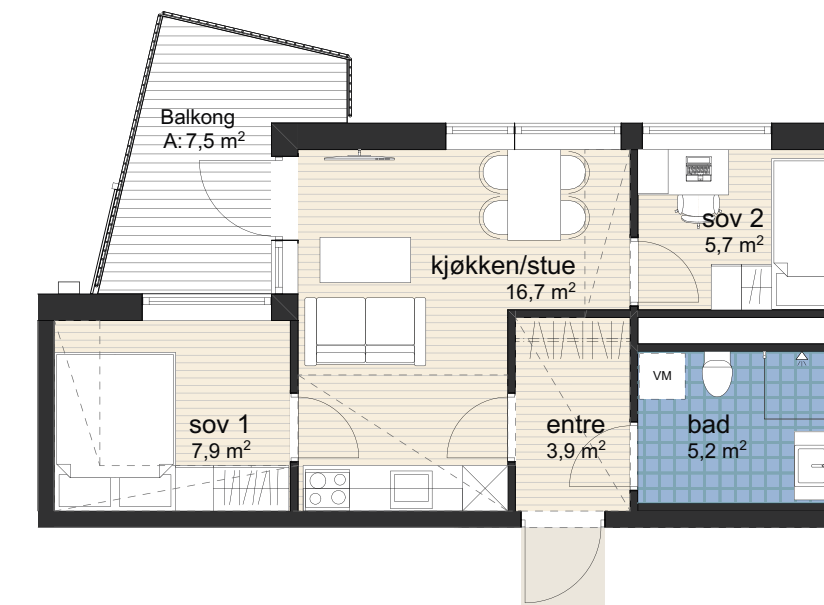 Balkong
A: 7,5 m²
sov 2
5,7 m²
kjøkken/stue
16,7 m²
VM
sov 1
7,9 m²
entre
3,9 m²
bad
5,2 m²